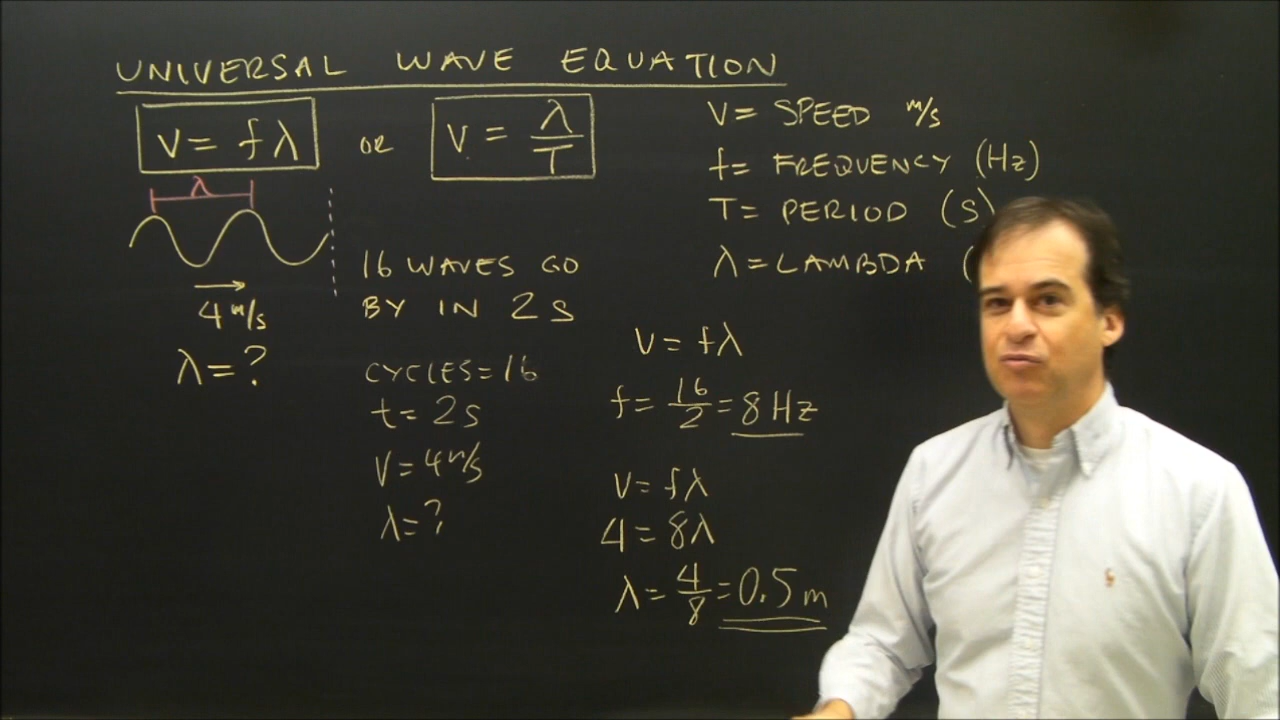 UNIVERSAL WAVE EQUATION
V = fλ OR V = λ/T
λ
4 m/s
λ = ?
16 WAVES GO
BY IN 2 s
CYCLES = 16
t = 2s
V = 4 m/s
λ = ?
V = SPEED m/s
f = FREQUENCY (Hz)
T = PERIOD (S)
λ = LAMBDA (
V = fλ
f = 16/2 = 8 Hz
V = fλ
4 = 8λ
λ = 4/8 = 0.5 m